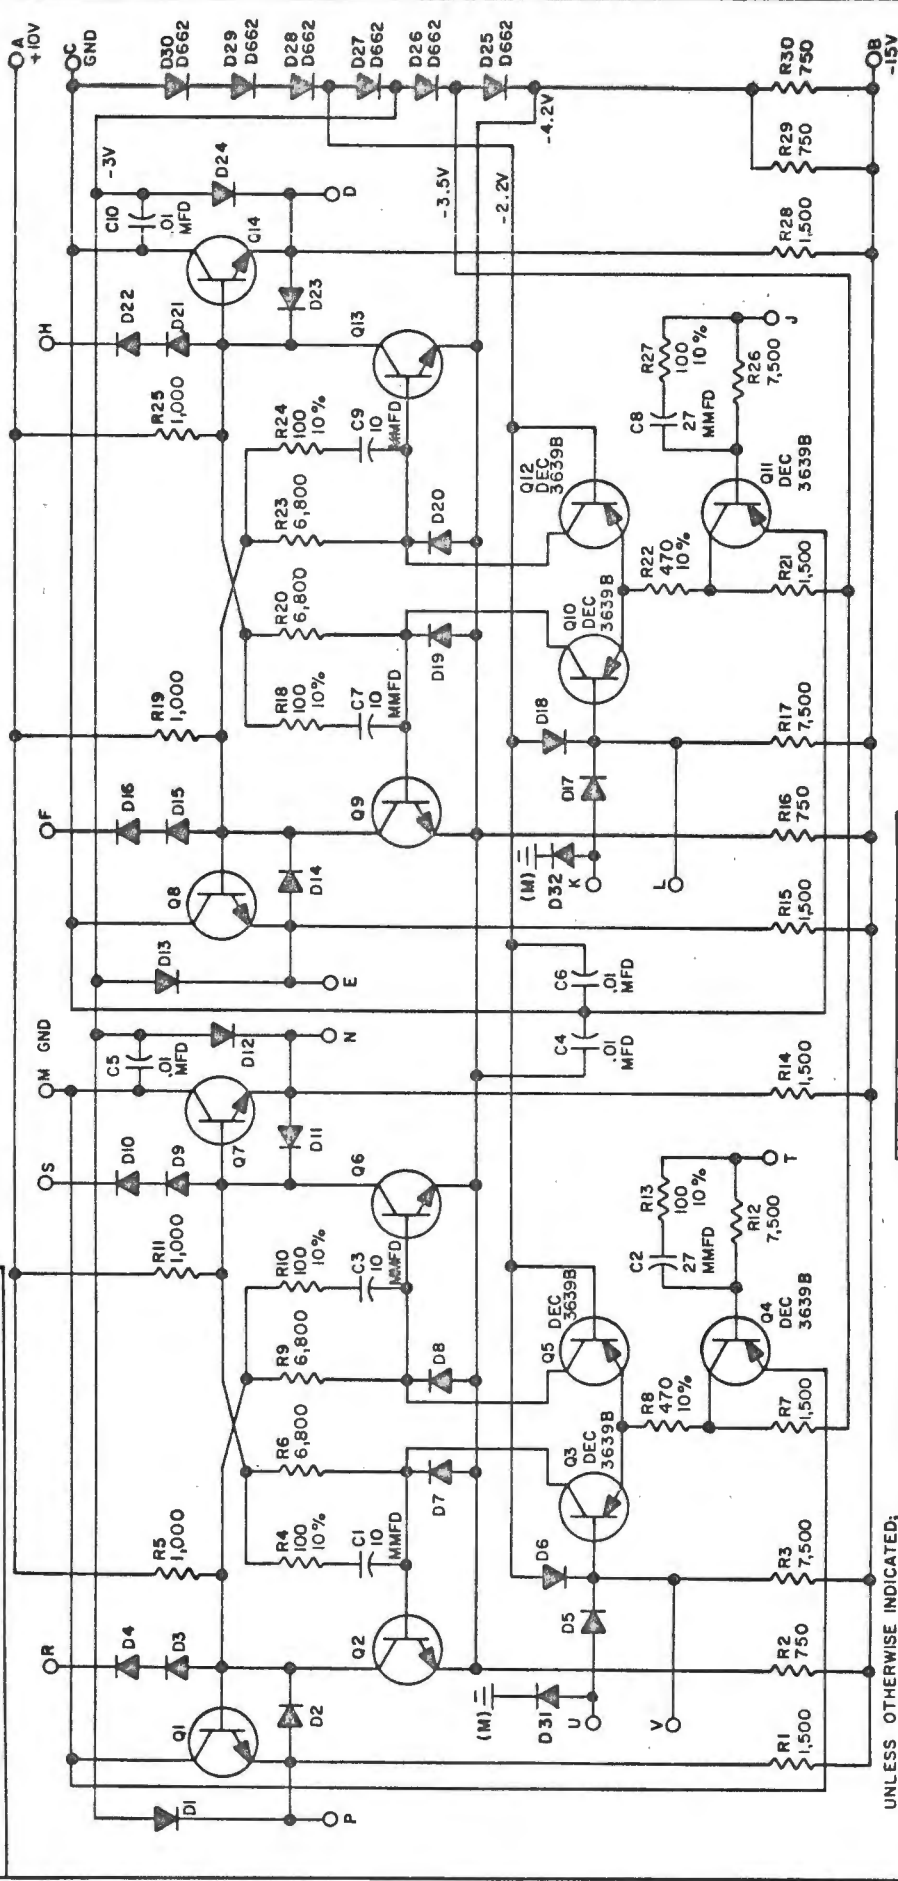 A
+10V
C
GND
D30
D662
D29
D662
D28
D662
D27
D662
D26
D662
D25
D662
R30
750
B
-15V
R29
750
-3V
-3.5V
-2.2V
-4.2V
D24
C10
.01
MFD
Q14
D
R28
1,500
D23
H
D22
D21
Q13
R25
1,000
R24
100
10%
C9
10
MMFD
R23
6,800
D20
R20
6,800
D19
R18
100
10%
C7
10
MMFD
R19
1,000
Q12
DEC
3639B
R27
100
10%
C8
27
MMFD
R26
7,500
J
Q11
DEC
3639B
R22
470
10%
R21
1,500
Q10
DEC
3639B
D18
D17
R17
7,500
F
D16
D15
Q9
R16
750
(M)
D32
K
L
Q8
D14
R15
1,500
D13
E
C6
.01
MFD
C4
.01
MFD
M
GND
C5
.01
MFD
D12
N
Q7
D11
R14
1,500
S
D10
D9
Q6
R11
1,000
R10
100
10%
C3
10
MMFD
R9
6,800
D8
R6
6,800
D7
R4
100
10%
C1
10
MMFD
R5
1,000
Q5
DEC
3639B
R13
100
10%
C2
27
MMFD
R12
7,500
T
Q4
DEC
3639B
R8
470
10%
R7
1,500
Q3
DEC
3639B
D6
D5
R3
7,500
R
D4
D3
Q2
R2
750
(M)
D31
U
V
Q1
D2
R1
1,500
D1
P
UNLESS OTHERWISE INDICATED: